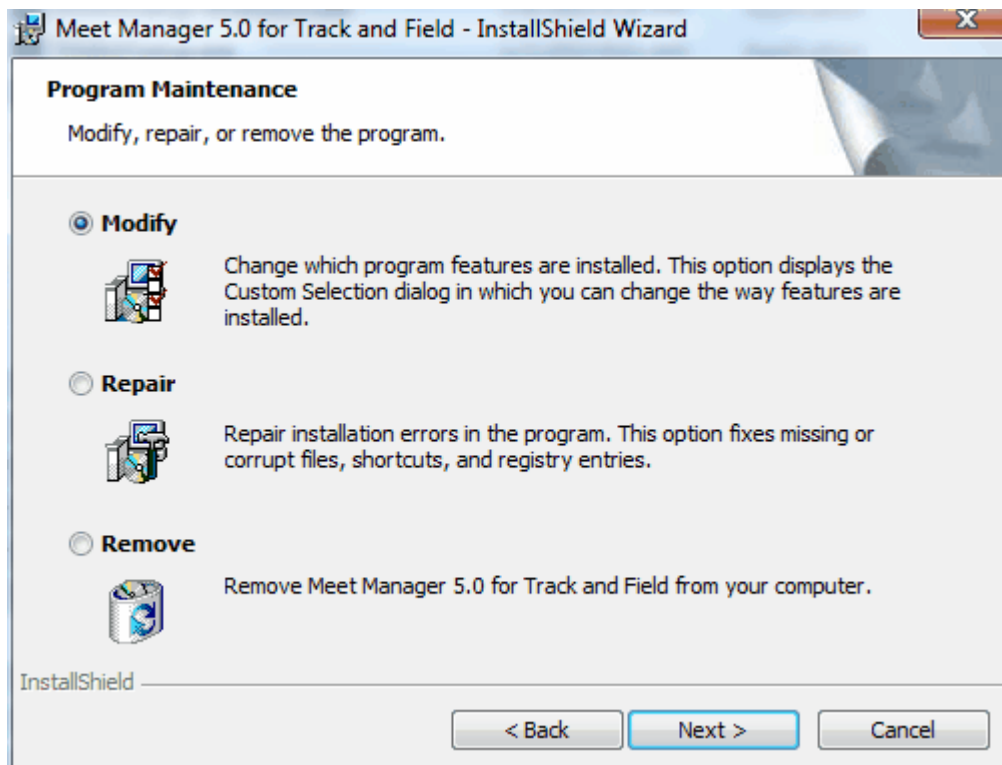 Meet Manager 5.0 for Track and Field - InstallShield Wizard
Program Maintenance
Modify, repair, or remove the program.
Modify
Change which program features are installed. This option displays the
Custom Selection dialog in which you can change the way features are
installed.
Repair
Repair installation errors in the program. This option fixes missing or
corrupt files, shortcuts, and registry entries.
Remove
Remove Meet Manager 5.0 for Track and Field from your computer.
InstallShield
< Back Next > Cancel